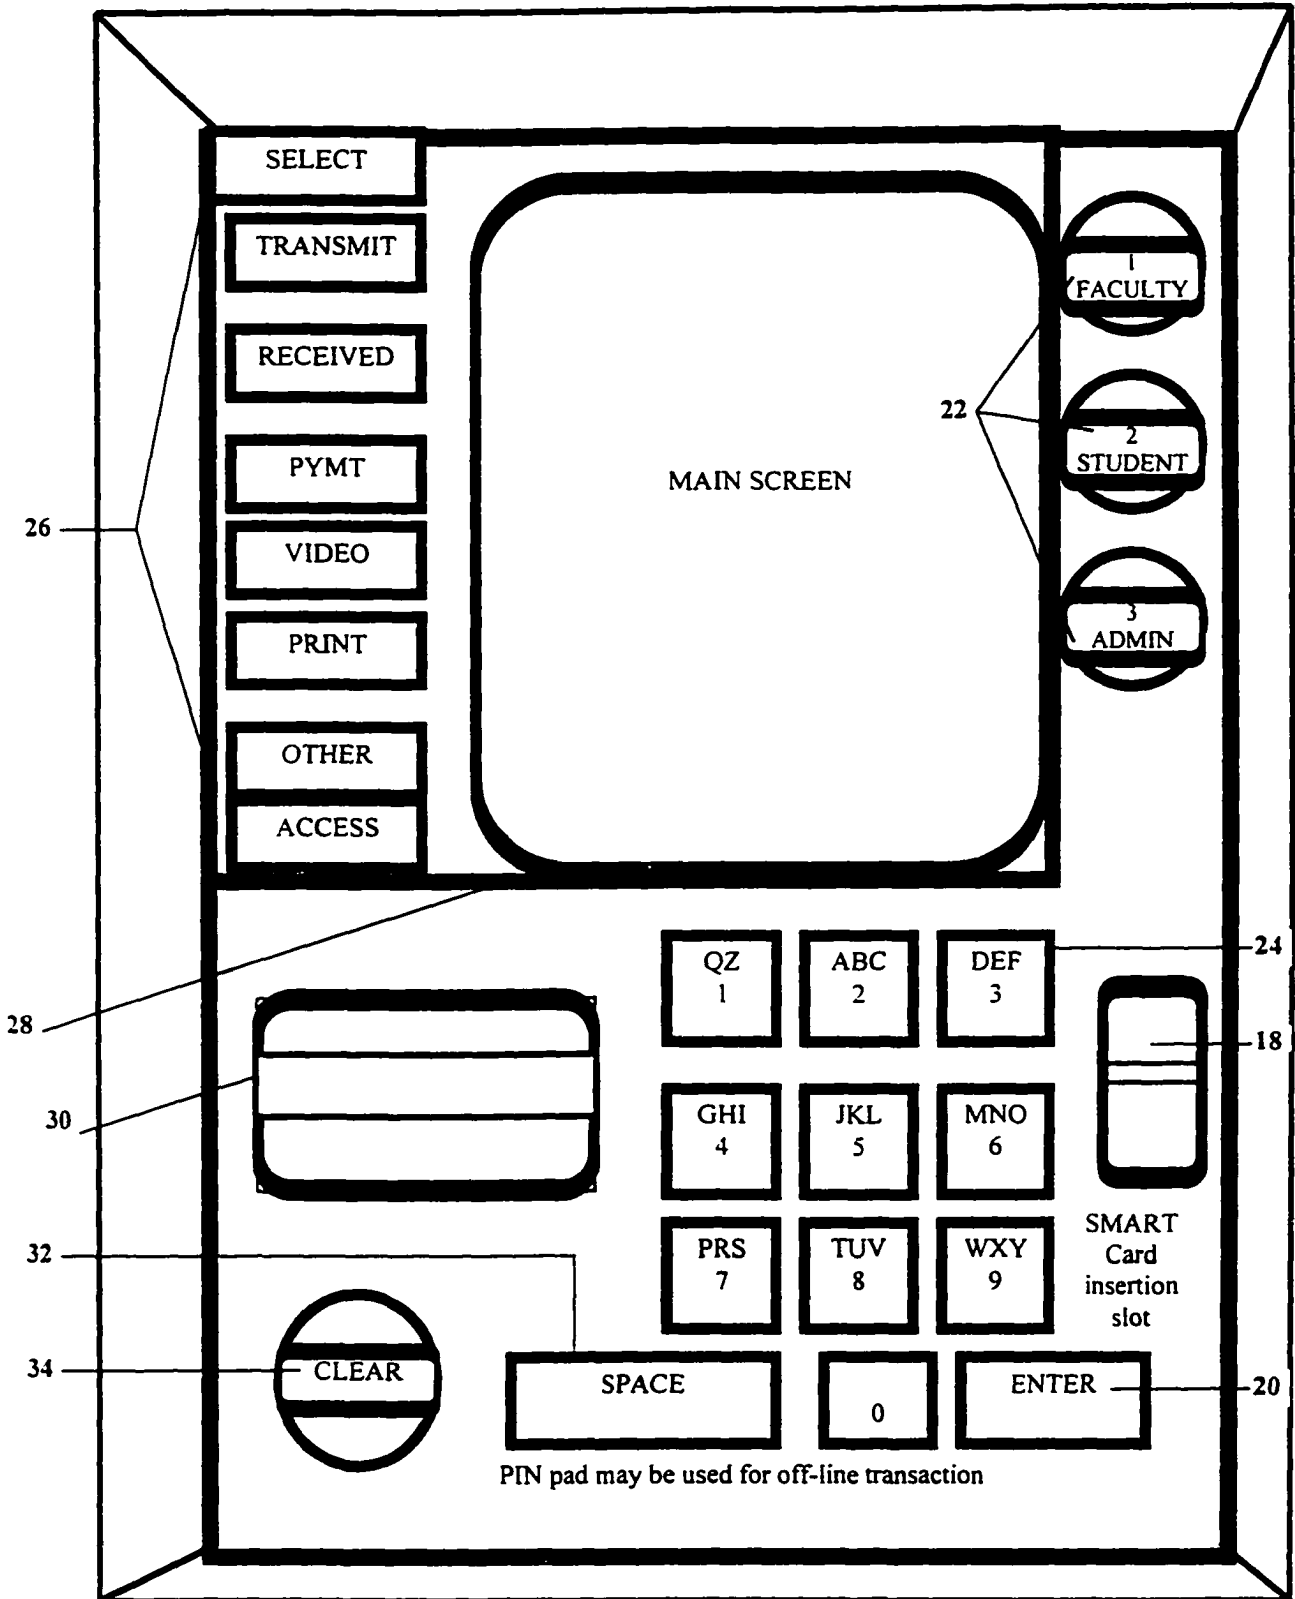 SELECT
TRANSMIT
RECEIVED
PYMT
VIDEO
PRINT
OTHER
ACCESS
MAIN SCREEN
1
FACULTY
2
STUDENT
3
ADMIN
22
26
28
30
32
34
QZ
1
ABC
2
DEF
3
24
18
GHI
4
JKL
5
MNO
6
PRS
7
TUV
8
WXY
9
SMART
Card
insertion
slot
CLEAR
SPACE
0
ENTER
20
PIN pad may be used for off-line transaction